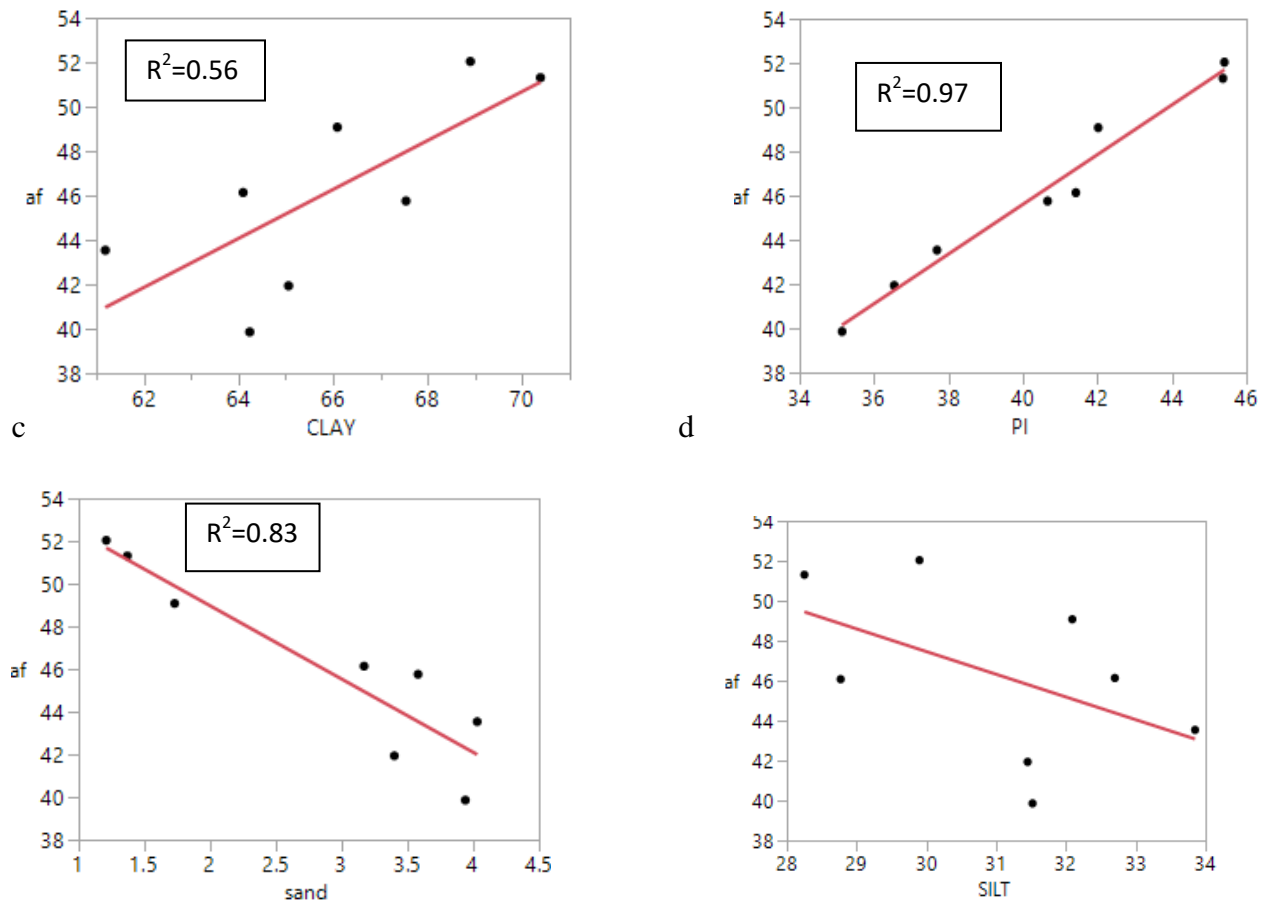 54
52
50
48
af 46
44
42
40
38
62 64 66 68 70
CLAY
R²=0.56
54
52
50
48
af 46
44
42
40
38
34 36 38 40 42 44 46
PI
R²=0.97
c
d
54
52
50
48
af 46
44
42
40
38
1 1.5 2 2.5 3 3.5 4 4.5
sand
R²=0.83
54
52
50
48
af 46
44
42
40
38
28 29 30 31 32 33 34
SILT